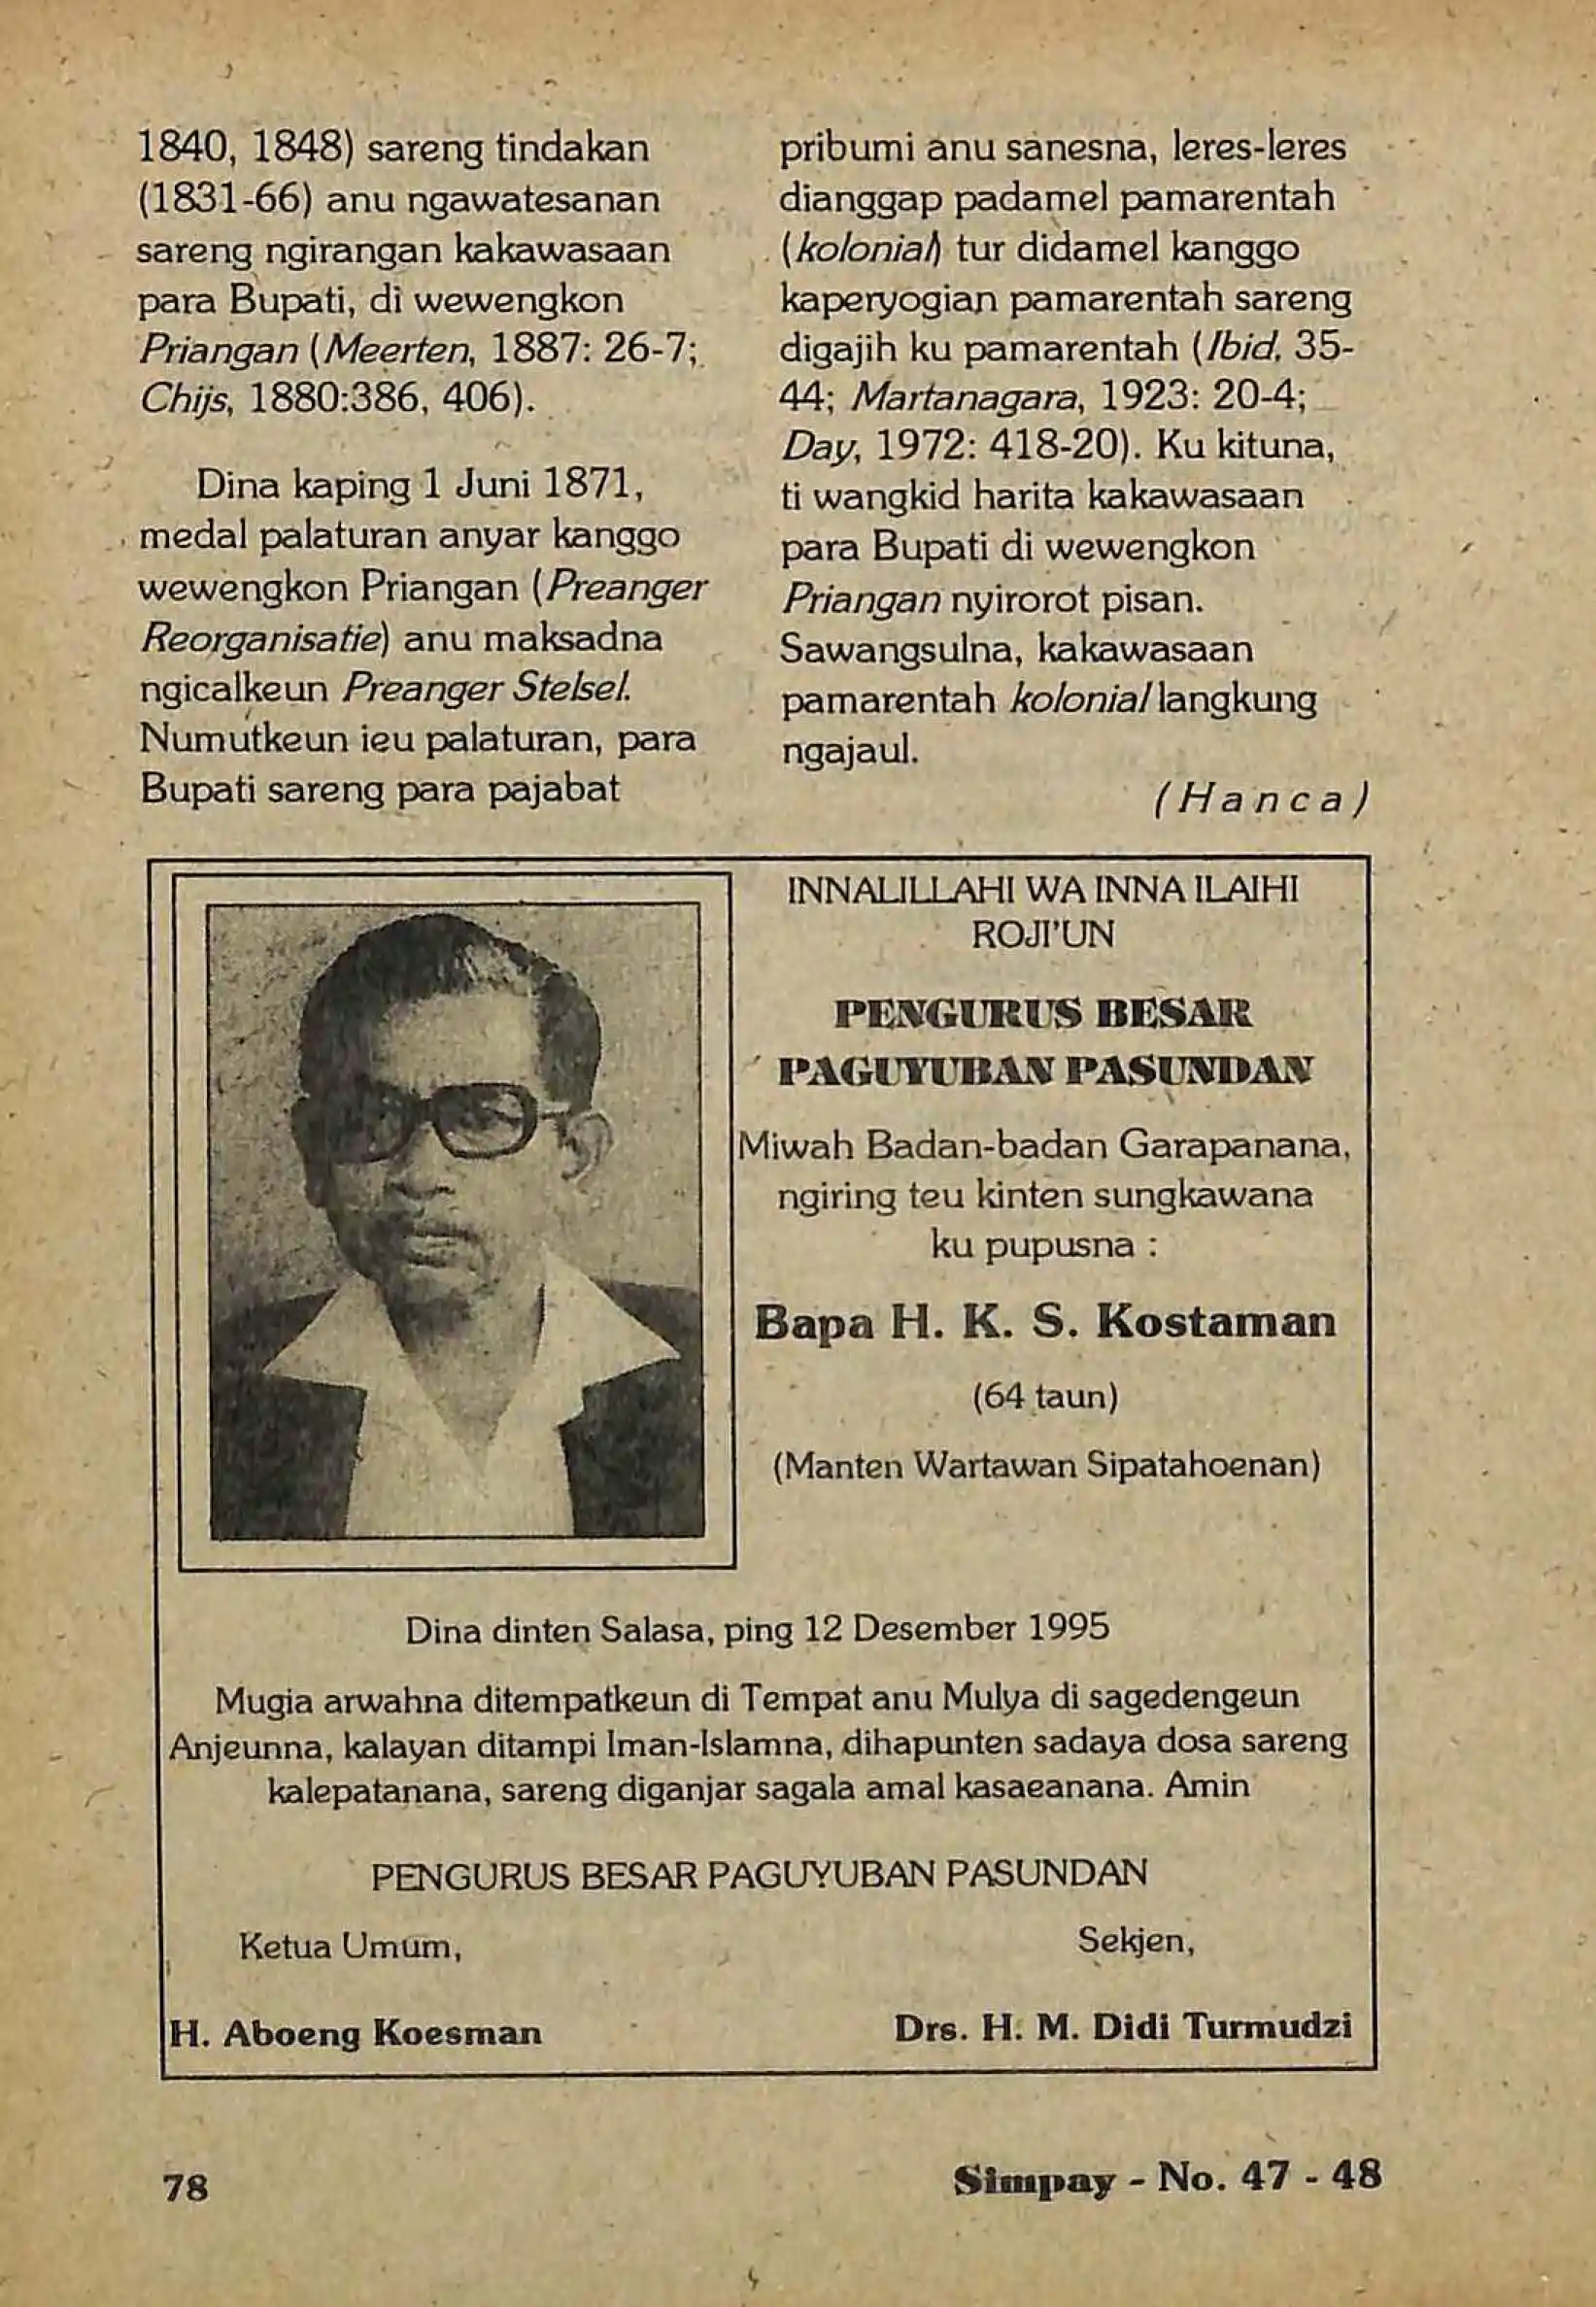 1840, 1848) sareng tindakan
(1831-66) anu ngawatesanan
sareng ngirangan kakawasaan
para Bupati, di wewengkon
Priangan (Meerten, 1887: 26-7;
Chijs, 1880:386, 406).
Dina kaping 1 Juni 1871,
medal palaturan anyar kanggo
wewengkon Priangan (Preanger
Reorganisatie) anu maksadna
ngicalkeun Preanger Stelsel.
Numutkeun ieu palaturan, para
Bupati sareng para pajabat
pribumi anu sanesna, leres-leres
dianggap padamel pamarentah
(kolonial) tur didamel kanggo
kaperyogian pamarentah sareng
digajih ku pamarentah (Ibid, 35-
44; Martanagara, 1923: 20-4;
Day, 1972: 418-20). Ku kituna,
ti wangkid harita kakawasaan
para Bupati di wewengkon
Priangan nyirorot pisan.
Sawangsulna, kakawasaan
pamarentah kolonial langkung
ngajaul.
(Hanca)
INNALILLAHI WA INNA ILAIHI
ROJI'UN
PENGURUS BESAR
PAGUYUBAN PASUNDAN
Miwah Badan-badan Garapanana,
ngiring teu kinten sungkawana
ku pupusna :
Bapa H. K. S. Kostaman
(64 taun)
(Manten Wartawan Sipatahoenan)
Dina dinten Salasa, ping 12 Desember 1995
Mugia arwahna ditempatkeun di Tempat anu Mulya di sagedengeun
Anjeunna, kalayan ditampi Iman-Islamna, dihapunten sadaya dosa sareng
kalepatanana, sareng diganjar sagala amal kasaeanana. Amin
PENGURUS BESAR PAGUYUBAN PASUNDAN
Ketua Umum,
Sekjen,
H. Aboeng Koesman
Drs. H. M. Didi Turmudzi
78
Simpay - No. 47 - 48